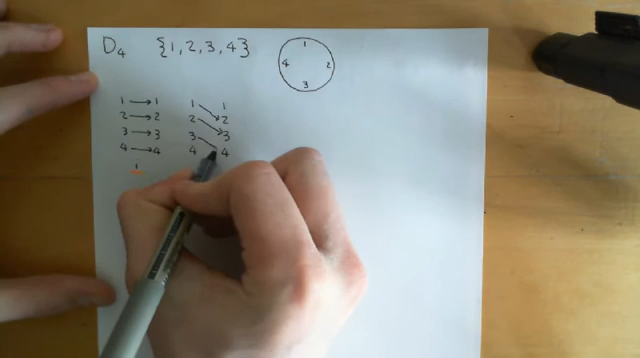 D₄ {1,2,3,4}
1
4 2
3
1 → 1 1 1
2 → 2 2 2
3 → 3 3 3
4 → 4 4 4
1